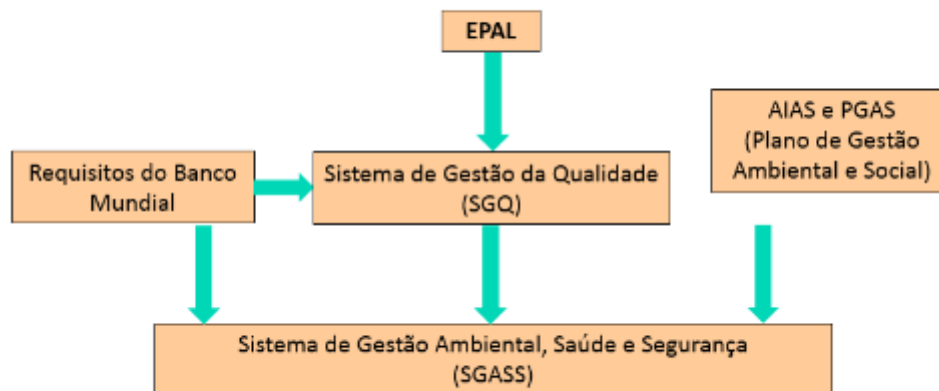 EPAL
AIAS e PGAS
(Plano de Gestão
Ambiental e Social)
Requisitos do Banco
Mundial
Sistema de Gestão da Qualidade
(SGQ)
Sistema de Gestão Ambiental, Saúde e Segurança
(SGASS)